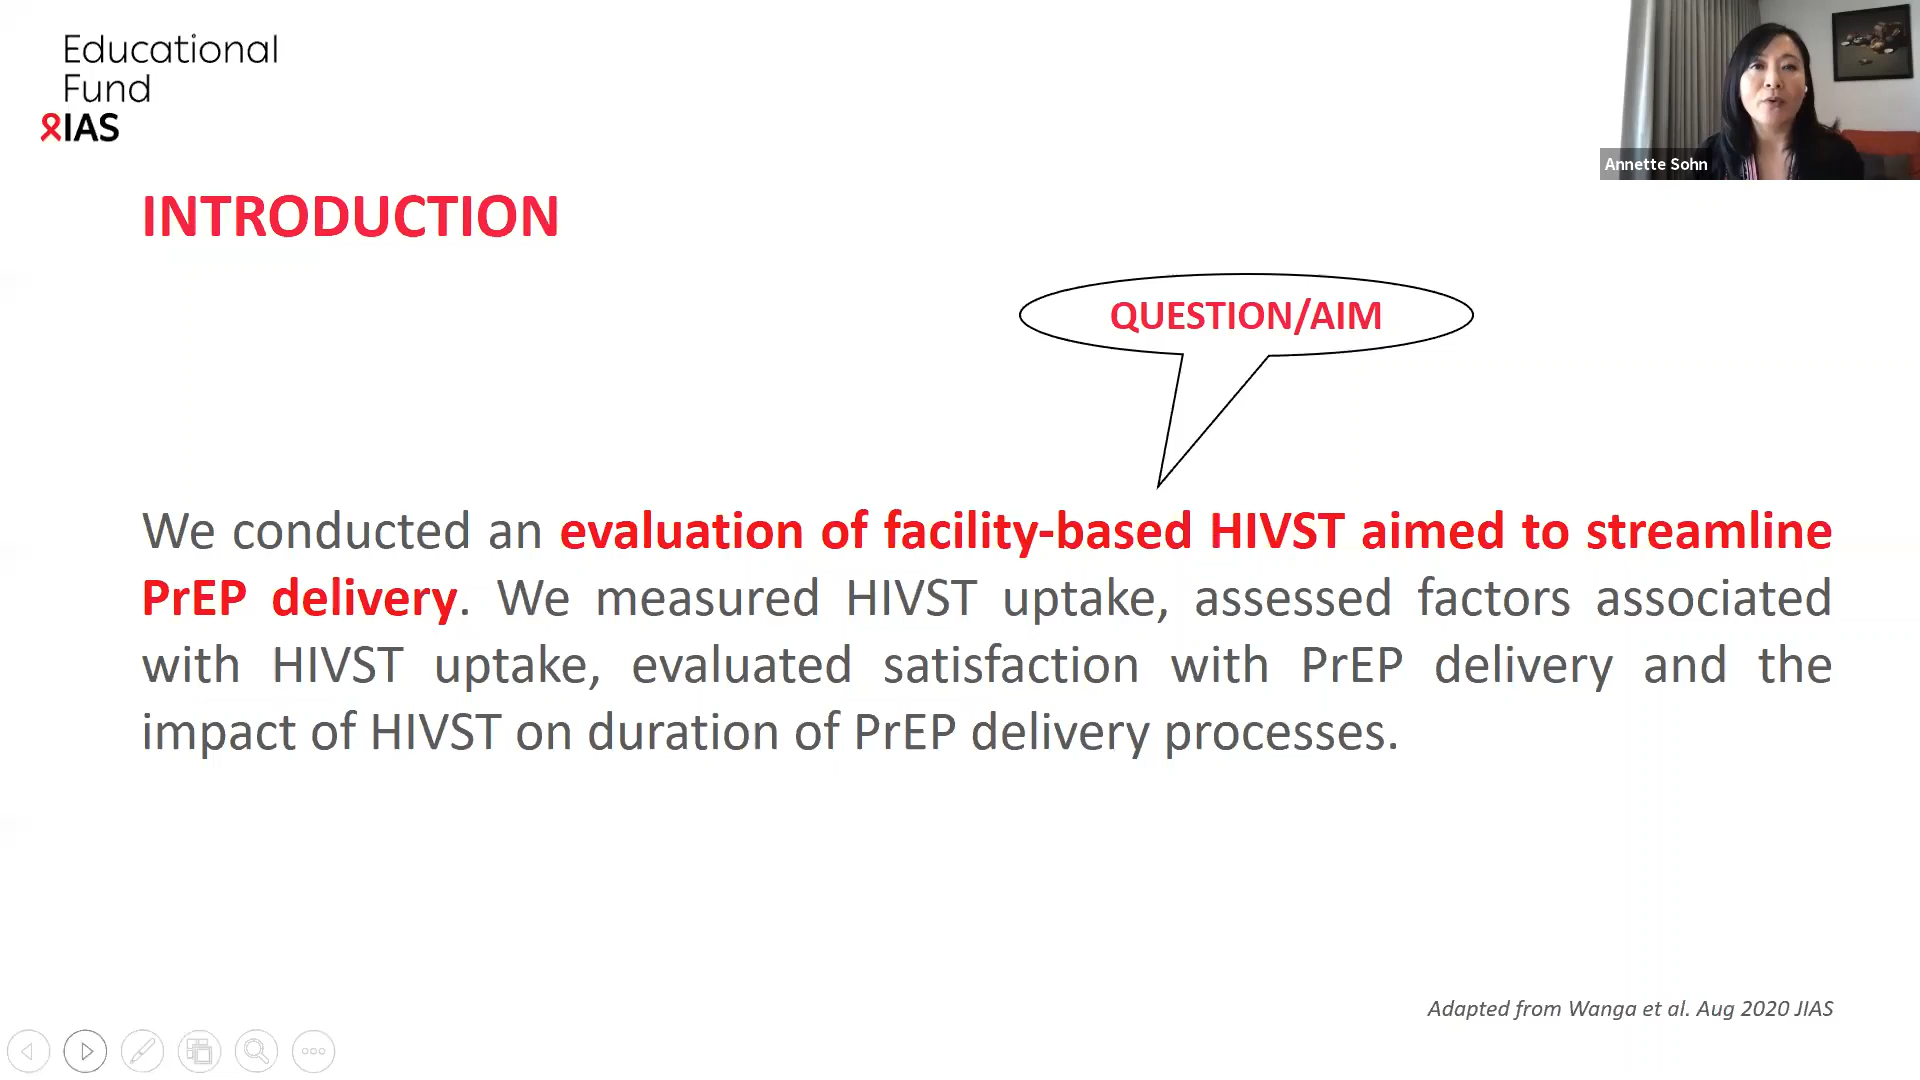 Educational
Fund
IAS
Annette Sohn
INTRODUCTION
QUESTION/AIM
We conducted an evaluation of facility-based HIVST aimed to streamline
PrEP delivery. We measured HIVST uptake, assessed factors associated
with HIVST uptake, evaluated satisfaction with PrEP delivery and the
impact of HIVST on duration of PrEP delivery processes.
Adapted from Wanga et al. Aug 2020 JIAS